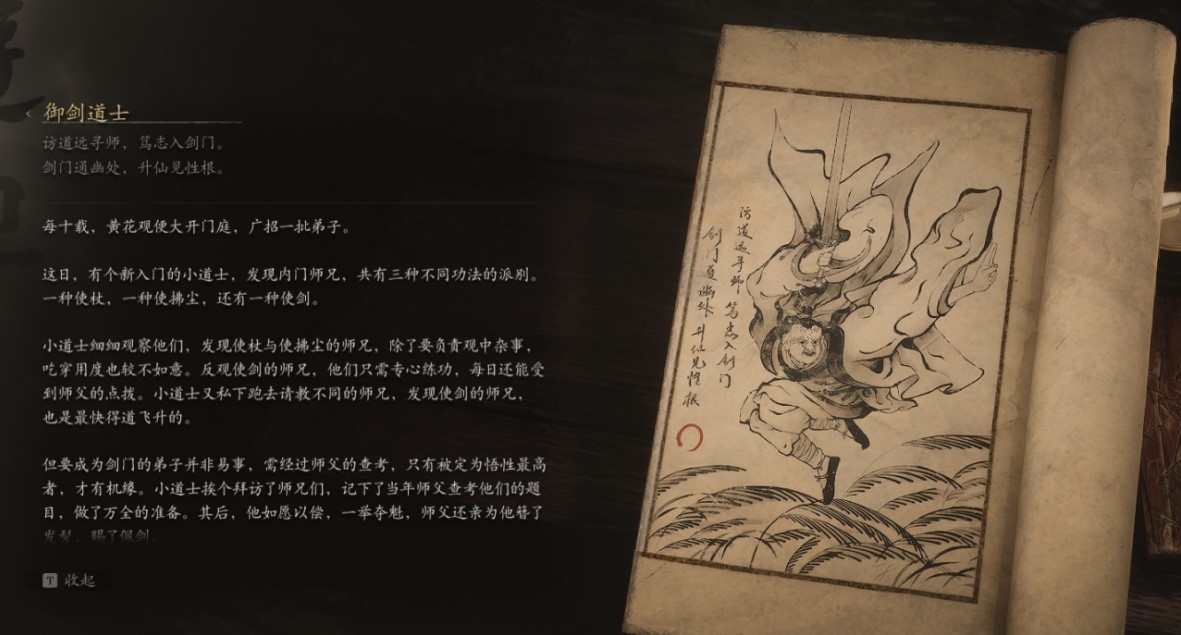 御剑道士
访道远寻师，笃志入剑门。
剑门通幽处，升仙见性根。
每十载，黄花观便大开门庭，广招一批弟子。
这日，有个新入门的小道士，发现内门师兄，共有三种不同功法的派别。
一种使杖，一种使拂尘，还有一种使剑。
小道士细细观察他们，发现使杖与使拂尘的师兄，除了要负责观中杂事，
吃穿用度也较不如意。反观使剑的师兄，他们只需专心练功，每日还能受
到师父的点拨。小道士又私下跑去请教不同的师兄，发现使剑的师兄，
也是最快得道飞升的。
但要成为剑门的弟子并非易事，需经过师父的查考，只有被定为悟性最高
者，才有机缘。小道士挨个拜访了师兄们，记下了当年师父查考他们的题
目，做了万全的准备。其后，他如愿以偿，一举夺魁，师父还亲为他簪了
发髻，赐了佩剑。
T 收起
访道远寻师 笃志入剑门
剑门通幽处 升仙见性根